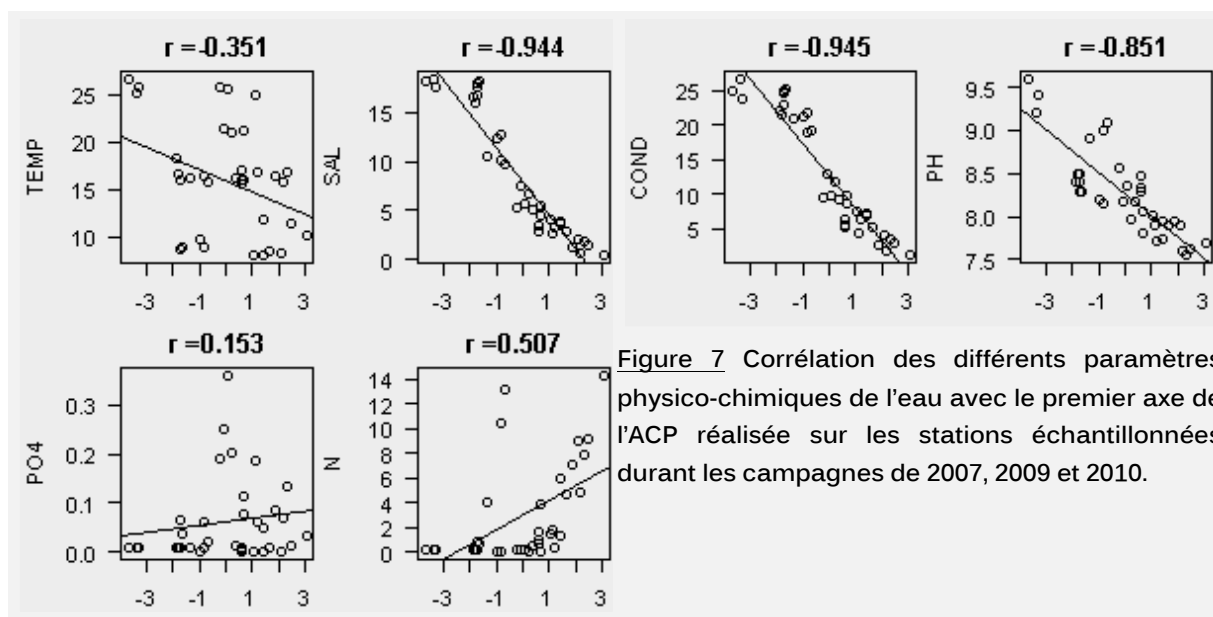 r =-0.351
25
20
15
10
TEMP
-3 -1 1 3
r =-0.944
15
10
5
0
SAL
-3 -1 1 3
r =-0.945
25
20
15
10
5
COND
-3 -1 1 3
r =-0.851
9.5
9.0
8.5
8.0
7.5
PH
-3 -1 1 3
r =0.153
0.3
0.2
0.1
0.0
PO4
-3 -1 1 3
r =0.507
14
12
10
8
6
4
2
0
N
-3 -1 1 3
Figure 7 Corrélation des différents paramètres
physico-chimiques de l'eau avec le premier axe de
l'ACP réalisée sur les stations échantillonnées
durant les campagnes de 2007, 2009 et 2010.